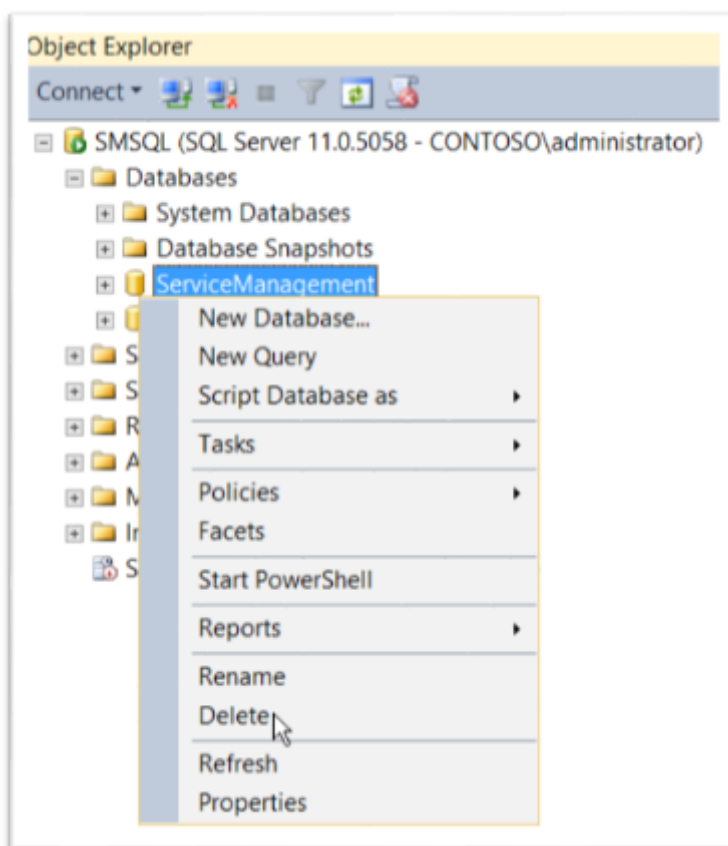 Object Explorer
Connect
SMSQL (SQL Server 11.0.5058 - CONTOSO\administrator)
Databases
System Databases
Database Snapshots
ServiceManagement
New Database...
S
New Query
S
Script Database as
R
Tasks
A
M
Policies
Facets
S
Start PowerShell
Reports
Rename
Delete
Refresh
Properties